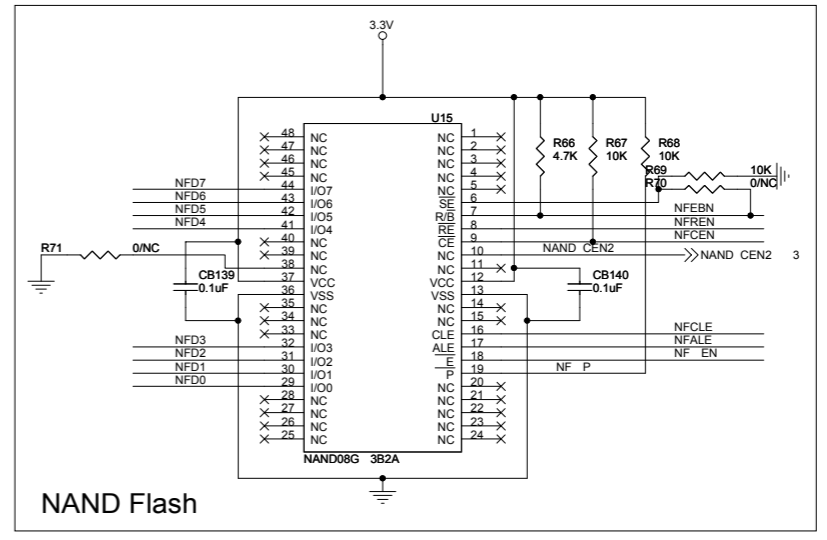 3.3V
U15
48 NC NC 1
47 NC NC 2
46 NC NC 3
45 NC NC 4
NC 5
NFD7 44 I/O7
NFD6 43 I/O6 SE 6
NFD5 42 I/O5 R/B 7 NFEBN
NFD4 41 I/O4 RE 8 NFREN
40 NC CE 9 NFCEN
39 NC NC 10 NAND CEN2 NAND CEN2 3
R71 0/NC 38 NC NC 11
37 VCC VCC 12
36 VSS VSS 13
35 NC NC 14
34 NC NC 15
33 NC CLE 16 NFCLE
NFD3 32 I/O3 ALE 17 NFALE
NFD2 31 I/O2 E 18 NF EN
NFD1 30 I/O1 P 19 NF P
NFD0 29 I/O0 NC 20
28 NC NC 21
27 NC NC 22
26 NC NC 23
25 NC NC 24
NAND08G 3B2A
R66 4.7K
R67 10K
R68 10K
R69 10K
R70 0/NC
CB139 0.1uF
CB140 0.1uF
NAND Flash